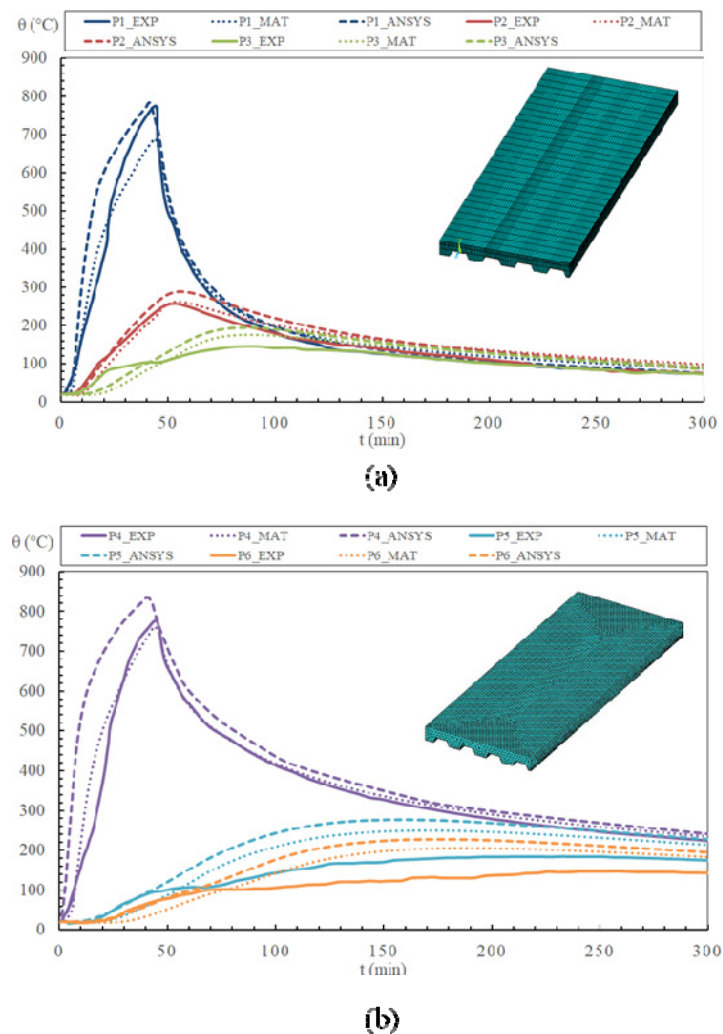 θ (°C)
P1_EXP P1_MAT P1_ANSYS P2_EXP P2_MAT
P2_ANSYS P3_EXP P3_MAT P3_ANSYS
900
800
700
600
500
400
300
200
100
0
0 50 100 150 200 250 300
t (min)
(a)
θ (°C)
P4_EXP P4_MAT P4_ANSYS P5_EXP P5_MAT
P5_ANSYS P6_EXP P6_MAT P6_ANSYS
900
800
700
600
500
400
300
200
100
0
0 50 100 150 200 250 300
t (min)
(b)